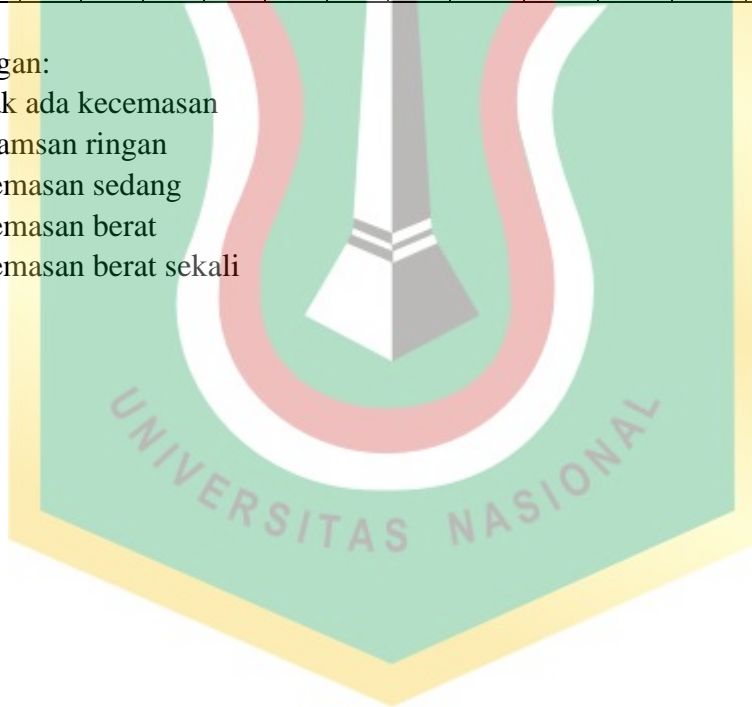 gan:
k ada kecemasan
amsan ringan
emasan sedang
emasan berat
emasan berat sekali
UNIVERSITAS NASIONAL